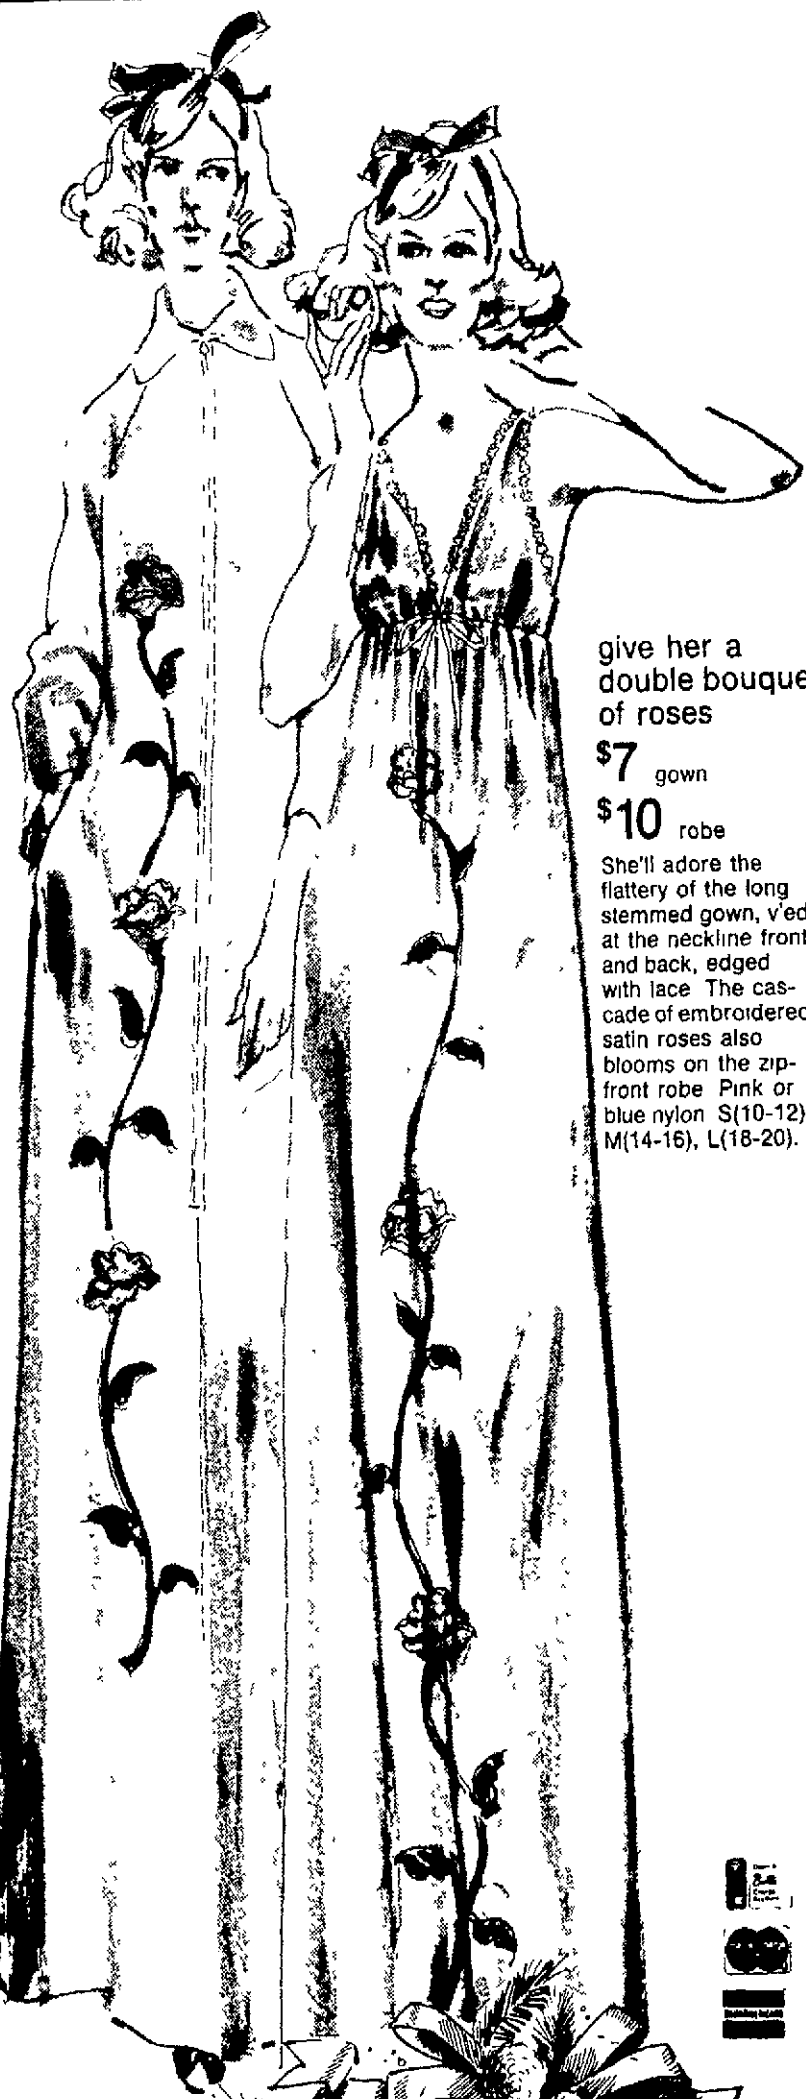 give her a
double bouque
of roses
$7 gown
$10 robe
She'll adore the
flattery of the long
stemmed gown, v'ed
at the neckline front
and back, edged
with lace The cas-
cade of embroidered
satin roses also
blooms on the zip-
front robe Pink or
blue nylon S(10-12)
M(14-16), L(18-20).